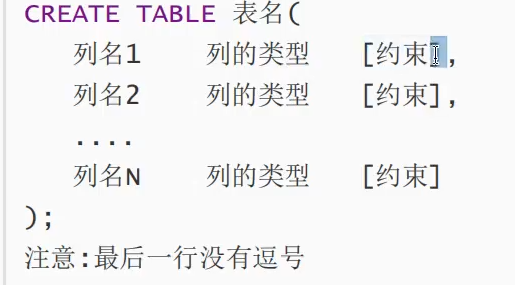 CREATE TABLE 表名(
列名1 列的类型 [约束],
列名2 列的类型 [约束],
....
列名N 列的类型 [约束]
);
注意:最后一行没有逗号